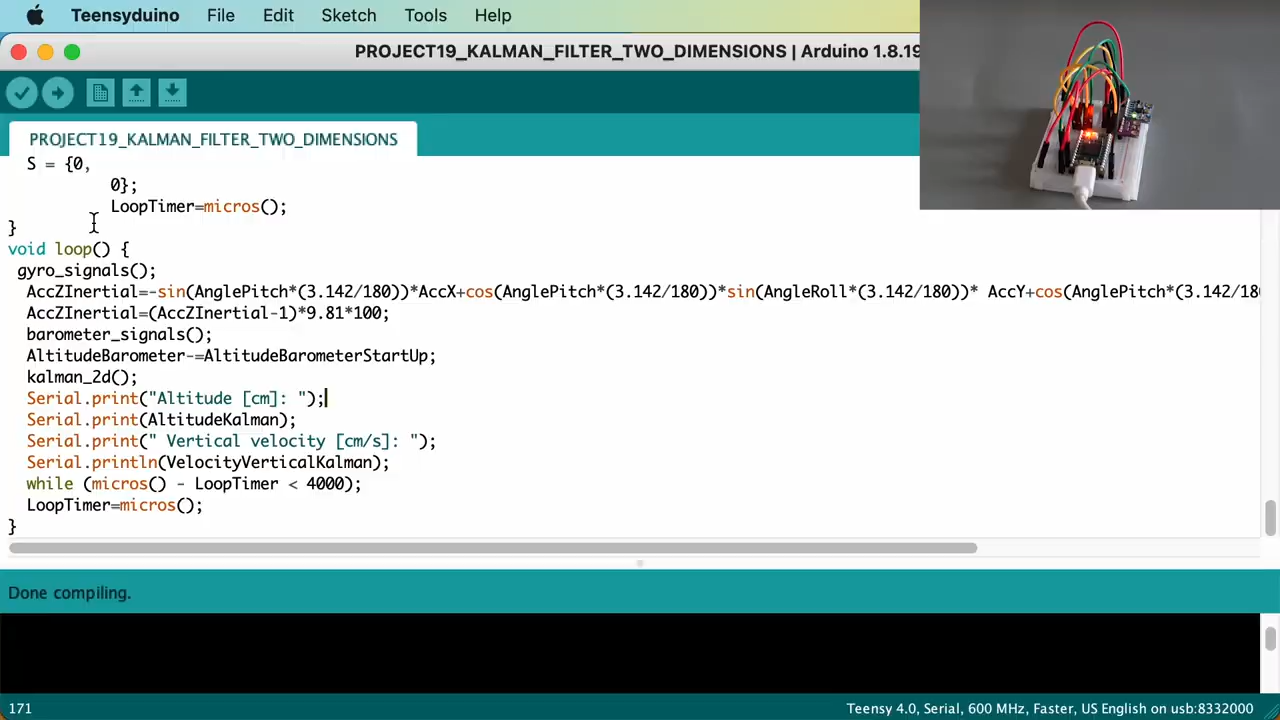 Teensyduino File Edit Sketch Tools Help
PROJECT19_KALMAN_FILTER_TWO_DIMENSIONS | Arduino 1.8.19
PROJECT19_KALMAN_FILTER_TWO_DIMENSIONS
S = {0,
0};
LoopTimer=micros();
}
void loop() {
gyro_signals();
AccZInertial=-sin(AnglePitch*(3.142/180))*AccX+cos(AnglePitch*(3.142/180))*sin(AngleRoll*(3.142/180))* AccY+cos(AnglePitch*(3.142/18
AccZInertial=(AccZInertial-1)*9.81*100;
barometer_signals();
AltitudeBarometer-=AltitudeBarometerStartUp;
kalman_2d();
Serial.print("Altitude [cm]: ");
Serial.print(AltitudeKalman);
Serial.print(" Vertical velocity [cm/s]: ");
Serial.println(VelocityVerticalKalman);
while (micros() - LoopTimer < 4000);
LoopTimer=micros();
}
Done compiling.
171
Teensy 4.0, Serial, 600 MHz, Faster, US English on usb:8332000